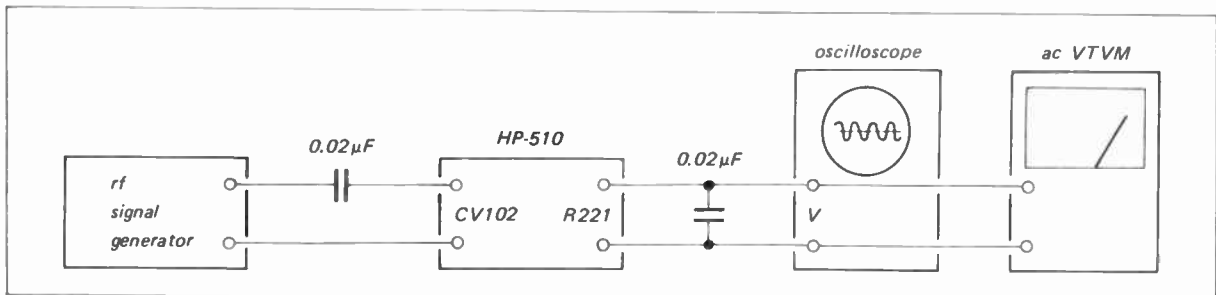 oscilloscope
ac VTVM
0.02µF
HP-510
0.02µF
rf
signal
generator
CV102
R221
V